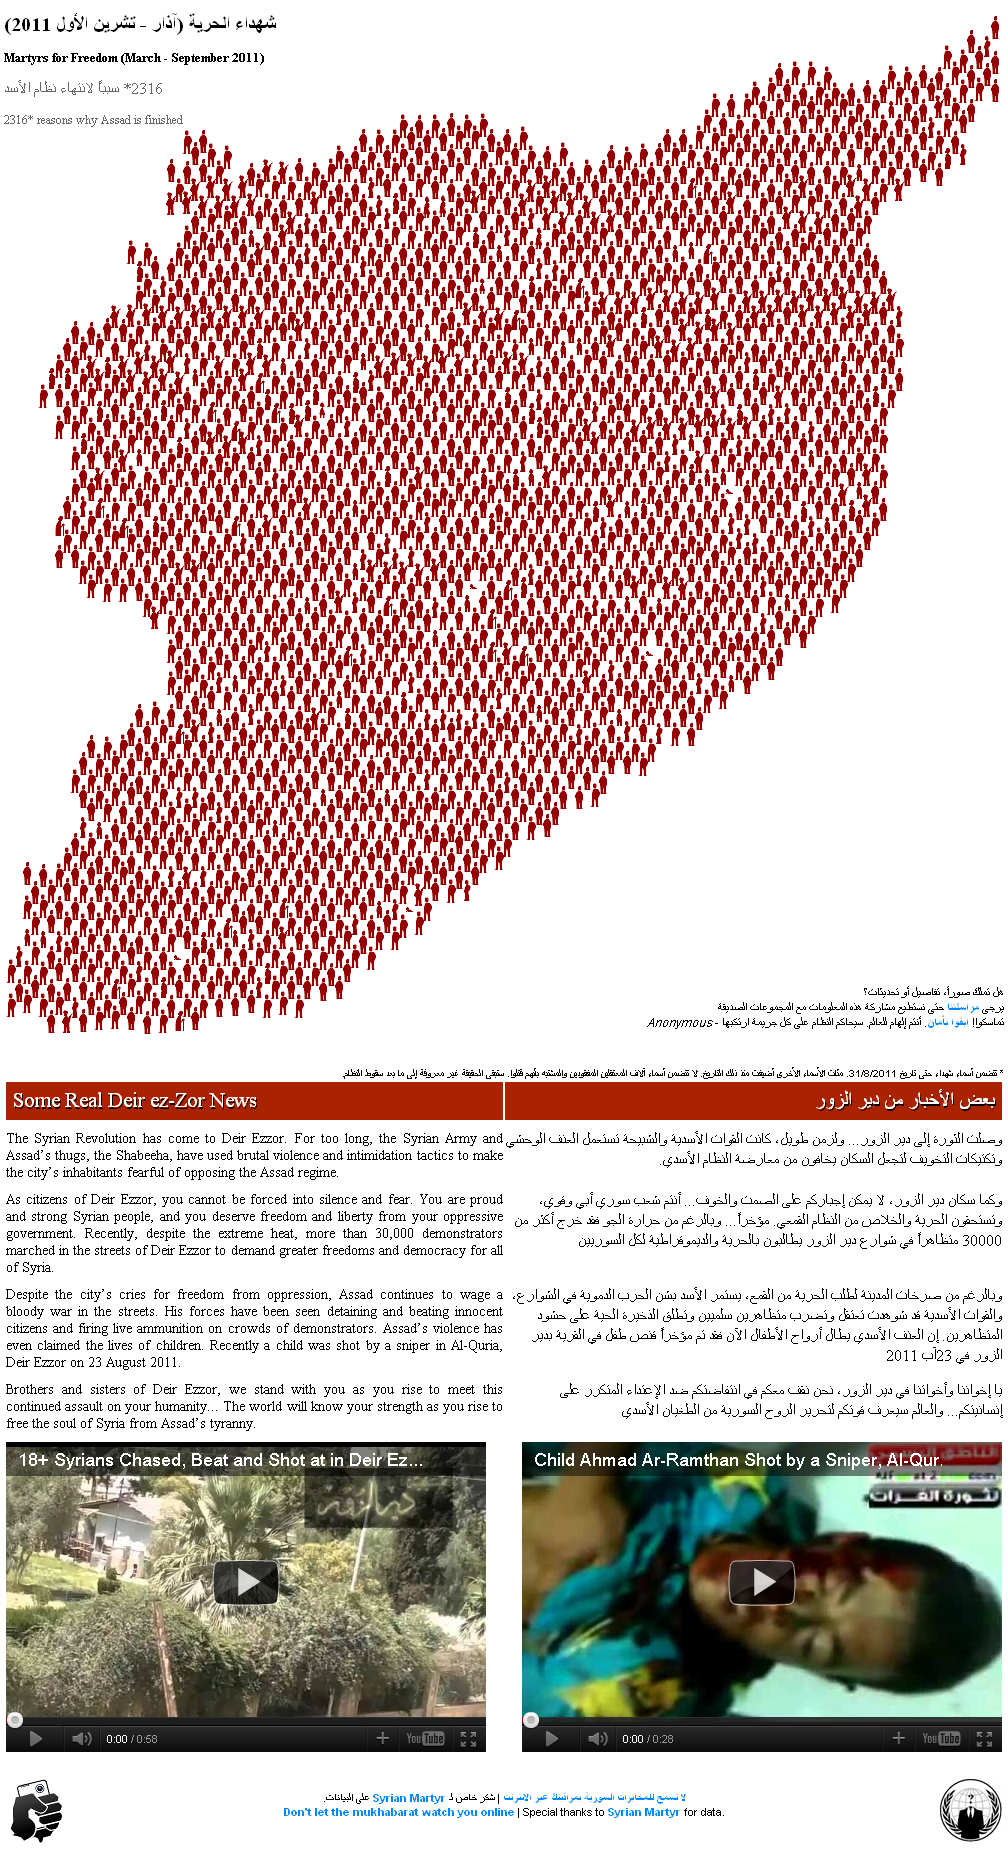 شهداء الحرية (آذار - تشرين الأول 2011)
Martyrs for Freedom (March - September 2011)
2316* سبباً لانتهاء نظام الأسد
2316* reasons why Assad is finished
هل تملك صوراً، تفاصيل أو تحديثات؟
يرجى مراسلتنا حتى نستطيع مشاركة هذه المعلومات مع المجموعات الصديقة
تماسكوا! ابقوا بأمان. أنتم إلهام للعالم. سيحاكم النظام على كل جريمة ارتكبها - Anonymous
* تتضمن أسماء شهداء حتى تاريخ 31/8/2011. مئات الأسماء الأخرى أضيفت منذ ذلك التاريخ. لا تتضمن أسماء آلاف المعتقلين المفقودين والمشتبه بأنهم قتلوا. ستبقى الحقيقة غير معروفة إلى ما بعد سقوط النظام.
Some Real Deir ez-Zor News
The Syrian Revolution has come to Deir Ezzor. For too long, the Syrian Army and
Assad's thugs, the Shabeeha, have used brutal violence and intimidation tactics to make
the city's inhabitants fearful of opposing the Assad regime.
As citizens of Deir Ezzor, you cannot be forced into silence and fear. You are proud
and strong Syrian people, and you deserve freedom and liberty from your oppressive
government. Recently, despite the extreme heat, more than 30,000 demonstrators
marched in the streets of Deir Ezzor to demand greater freedoms and democracy for all
of Syria.
Despite the city's cries for freedom from oppression, Assad continues to wage a
bloody war in the streets. His forces have been seen detaining and beating innocent
citizens and firing live ammunition on crowds of demonstrators. Assad's violence has
even claimed the lives of children. Recently a child was shot by a sniper in Al-Quria,
Deir Ezzor on 23 August 2011.
Brothers and sisters of Deir Ezzor, we stand with you as you rise to meet this
continued assault on your humanity... The world will know your strength as you rise to
free the soul of Syria from Assad's tyranny.
بعض الأخبار من دير الزور
وصلت الثورة إلى دير الزور... ولزمن طويل، كانت القوات الأسدية والشبيحة تستعمل العنف الوحشي
وتكتيكات التخويف لتجعل السكان يخافون من معارضة النظام الأسدي.
وكما سكان دير الزور، لا يمكن إجباركم على الصمت والخوف... أنتم شعب سوري أبي وقوي،
وتستحقون الحرية والخلاص من النظام القمعي. مؤخراً... وبالرغم من حرارة الجو فقد خرج أكثر من
30000 متظاهراً في شوارع دير الزور يطالبون بالحرية والديموقراطية لكل السوريين
وبالرغم من صرخات المدينة لطلب الحرية من القمع، يستمر الأسد بشن الحرب الدموية في الشوارع،
والقوات الأسدية قد شوهدت تعتقل وتضرب متظاهرين سلميين وتطلق الذخيرة الحية على حشود
المتظاهرين. إن العنف الأسدي يطال أرواح الأطفال الآن فقد تم مؤخراً قنص طفل في القرية بدير
الزور في 23آب 2011
يا إخواننا وأخواتنا في دير الزور، نحن نقف معكم في انتفاضتكم ضد الإعتداء المتكرر على
إنسانيتكم... والعالم سيعرف قوتكم لتحرير الروح السورية من الطغيان الأسدي
18+ Syrians Chased, Beat and Shot at in Deir Ez...
0:00 / 0:58
YouTube
Child Ahmad Ar-Ramthan Shot by a Sniper, Al-Qur.
لثورة الفرات
0:00 / 0:28
YouTube
لا تسمح للمخابرات السورية بمراقبتك عبر الانترنت | شكر خاص لـ Syrian Martyr على البيانات.
Don't let the mukhabarat watch you online | Special thanks to Syrian Martyr for data.